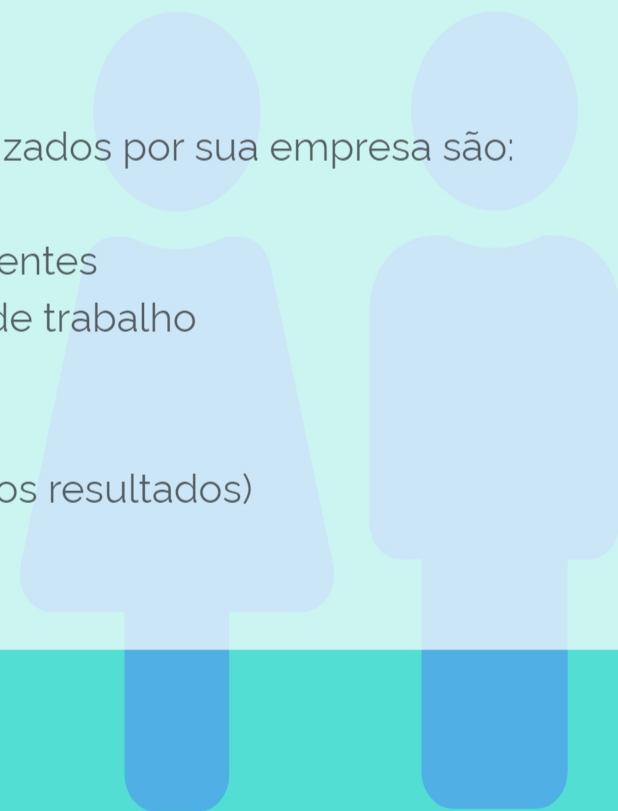 zados por sua empresa são:
entes
de trabalho
os resultados)